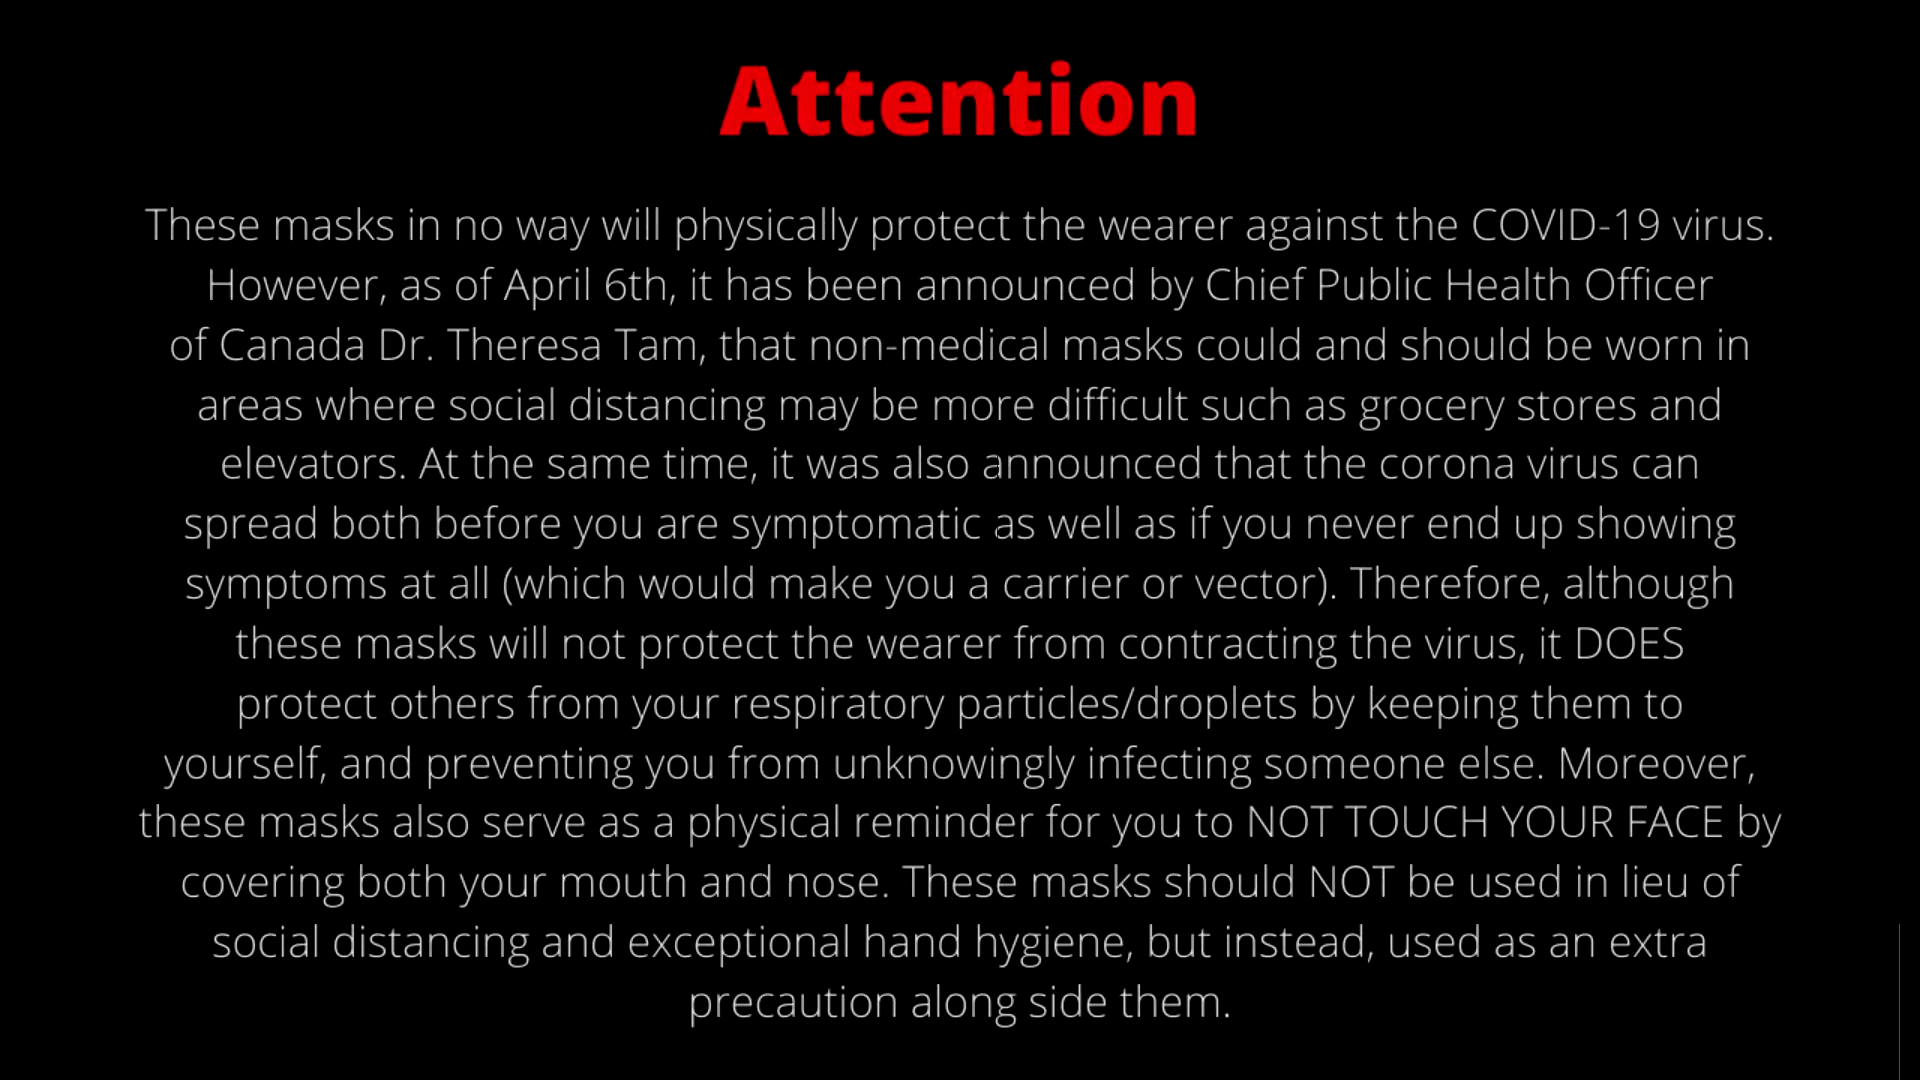 Attention
These masks in no way will physically protect the wearer against the COVID-19 virus.
However, as of April 6th, it has been announced by Chief Public Health Officer
of Canada Dr. Theresa Tam, that non-medical masks could and should be worn in
areas where social distancing may be more difficult such as grocery stores and
elevators. At the same time, it was also announced that the corona virus can
spread both before you are symptomatic as well as if you never end up showing
symptoms at all (which would make you a carrier or vector). Therefore, although
these masks will not protect the wearer from contracting the virus, it DOES
protect others from your respiratory particles/droplets by keeping them to
yourself, and preventing you from unknowingly infecting someone else. Moreover,
these masks also serve as a physical reminder for you to NOT TOUCH YOUR FACE by
covering both your mouth and nose. These masks should NOT be used in lieu of
social distancing and exceptional hand hygiene, but instead, used as an extra
precaution along side them.